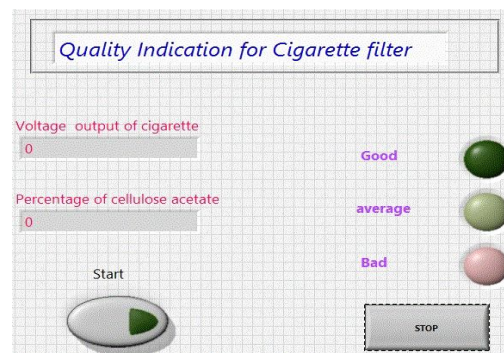 Quality Indication for Cigarette filter
Voltage output of cigarette
0
Good
Percentage of cellulose acetate
average
0
Bad
Start
STOP